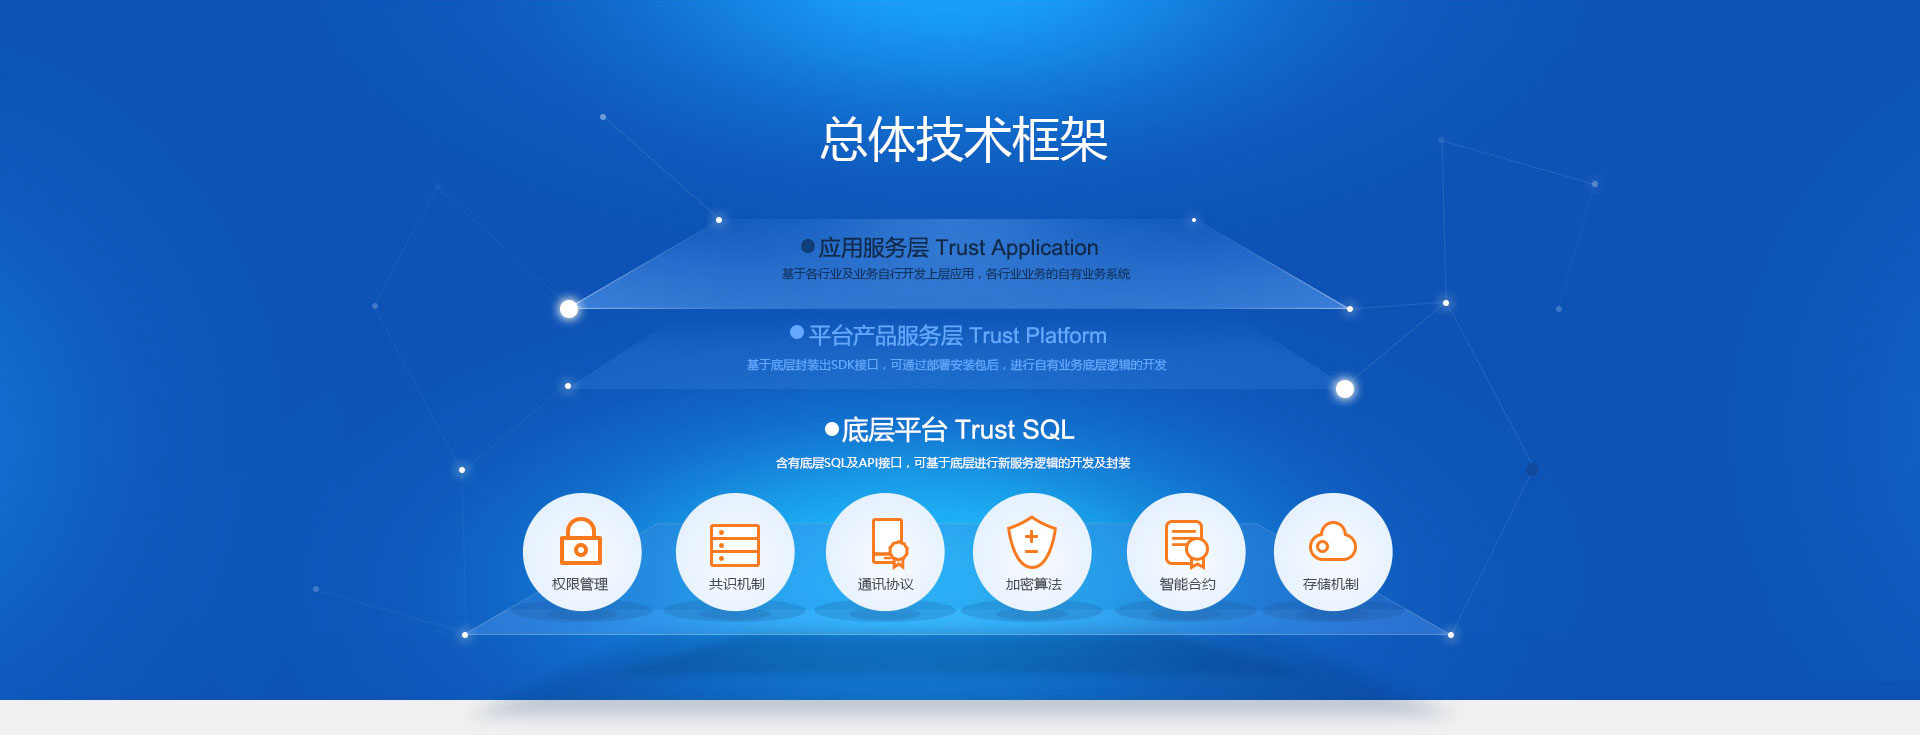 总体技术框架
应用服务层 Trust Application
基于各行业及业务自行开发上层应用，各行业业务的自有业务系统
平台产品服务层 Trust Platform
基于底层封装出SDK接口，可通过部署安装包后，进行自有业务底层逻辑的开发
底层平台 Trust SQL
含有底层SQL及API接口，可基于底层进行新服务逻辑的开发及封装
权限管理
共识机制
通讯协议
加密算法
智能合约
存储机制